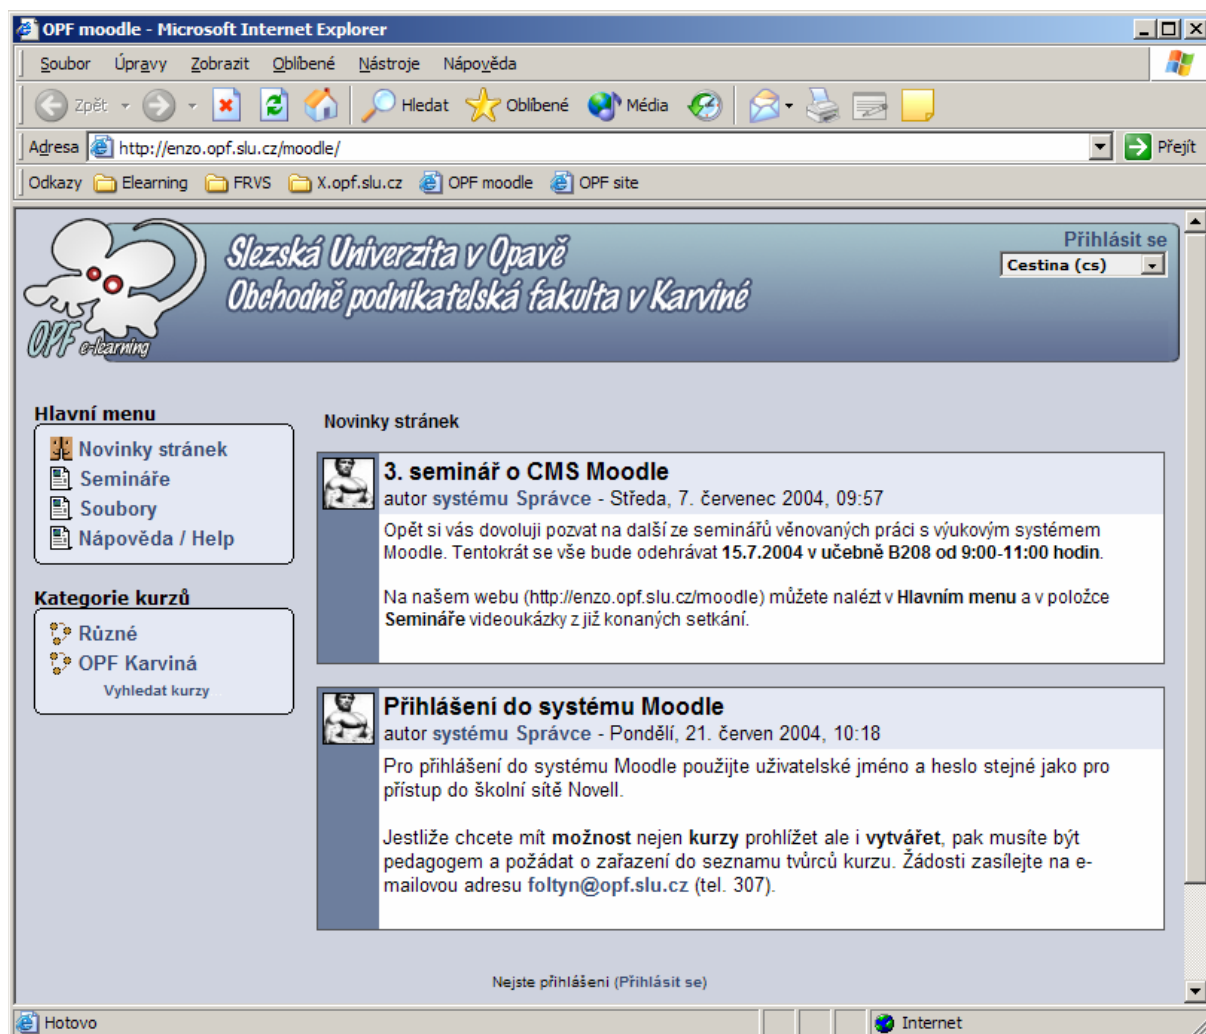 OPF moodle - Microsoft Internet Explorer
Soubor Úpravy Zobrazit Oblíbené Nástroje Nápověda
Zpět Hledat Oblíbené Média
Adresa http://enzo.opf.slu.cz/moodle/ Přejít
Odkazy Elearning FRVS X.opf.slu.cz OPF moodle OPF site
Slezská Univerzita v Opavě
Obchodně podnikatelská fakulta v Karviné
OPF e-learning
Přihlásit se
Cestina (cs)
Hlavní menu
Novinky stránek
Semináře
Soubory
Nápověda / Help
Kategorie kurzů
Různé
OPF Karviná
Vyhledat kurzy...
Novinky stránek
3. seminář o CMS Moodle
autor systému Správce - Středa, 7. červenec 2004, 09:57
Opět si vás dovoluji pozvat na další ze seminářů věnovaných práci s výukovým systémem
Moodle. Tentokrát se vše bude odehrávat 15.7.2004 v učebně B208 od 9:00-11:00 hodin.
Na našem webu (http://enzo.opf.slu.cz/moodle) můžete nalézt v Hlavním menu a v položce
Semináře videoukázky z již konaných setkání.
Přihlášení do systému Moodle
autor systému Správce - Pondělí, 21. červen 2004, 10:18
Pro přihlášení do systému Moodle použijte uživatelské jméno a heslo stejné jako pro
přístup do školní sítě Novell.
Jestliže chcete mít možnost nejen kurzy prohlížet ale i vytvářet, pak musíte být
pedagogem a požádat o zařazení do seznamu tvůrců kurzu. Žádosti zasílejte na e-
mailovou adresu foltyn@opf.slu.cz (tel. 307).
Nejste přihlášeni (Přihlásit se)
Hotovo Internet